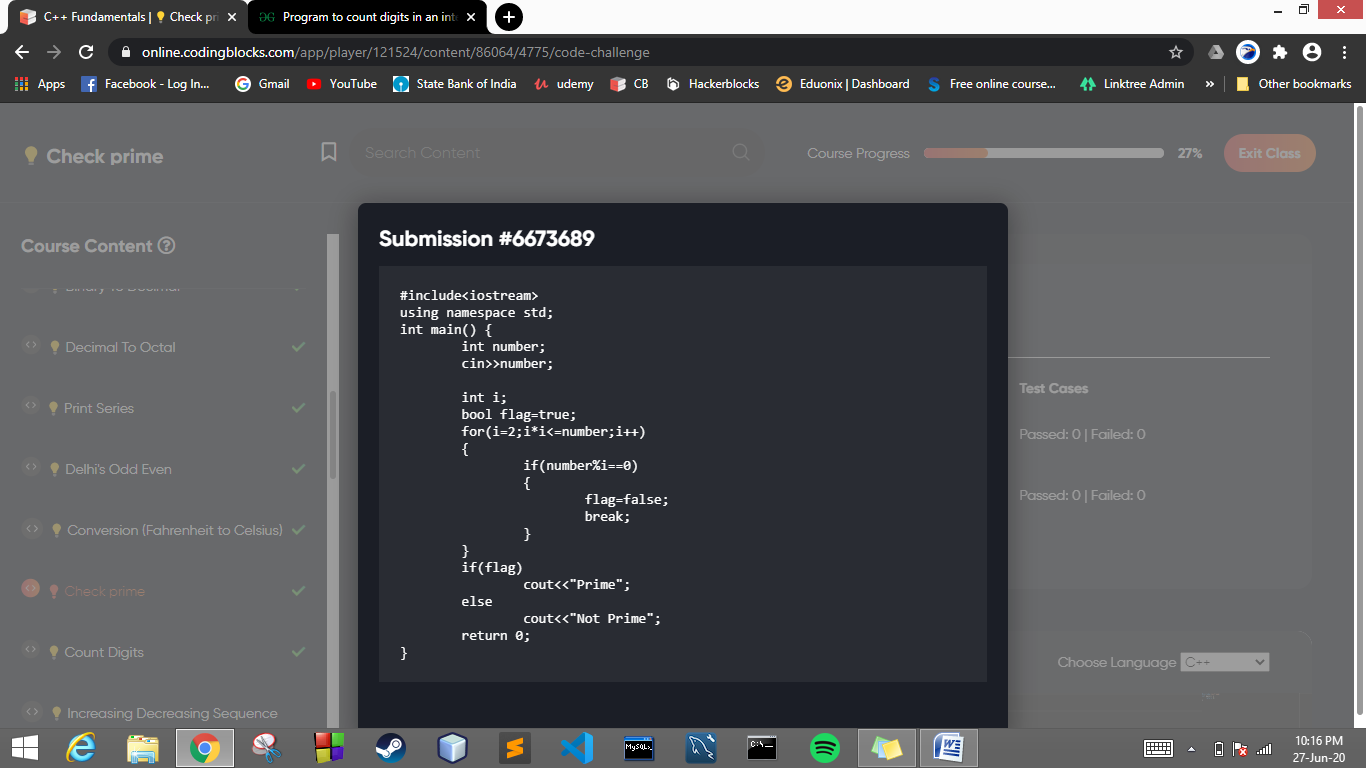 C++ Fundamentals | Check pri
Program to count digits in an inte
online.codingblocks.com/app/player/121524/content/86064/4775/code-challenge
Apps
Facebook - Log In...
Gmail
YouTube
State Bank of India
udemy
CB
Hackerblocks
Eduonix | Dashboard
Free online course...
Linktree Admin
»
Other bookmarks
Check prime
Search Content
Course Progress
27%
Exit Class
Course Content
Binary To Decimal
Decimal To Octal
Print Series
Delhi's Odd Even
Conversion (Fahrenheit to Celsius)
Check prime
Count Digits
Increasing Decreasing Sequence
Submission #6673689
#include<iostream>
using namespace std;
int main() {
int number;
cin>>number;
int i;
bool flag=true;
for(i=2;i*i<=number;i++)
{
if(number%i==0)
{
flag=false;
break;
}
}
if(flag)
cout<<"Prime";
else
cout<<"Not Prime";
return 0;
}
Test Cases
Passed: 0 | Failed: 0
Passed: 0 | Failed: 0
Choose Language C++
10:16 PM
27-Jun-20